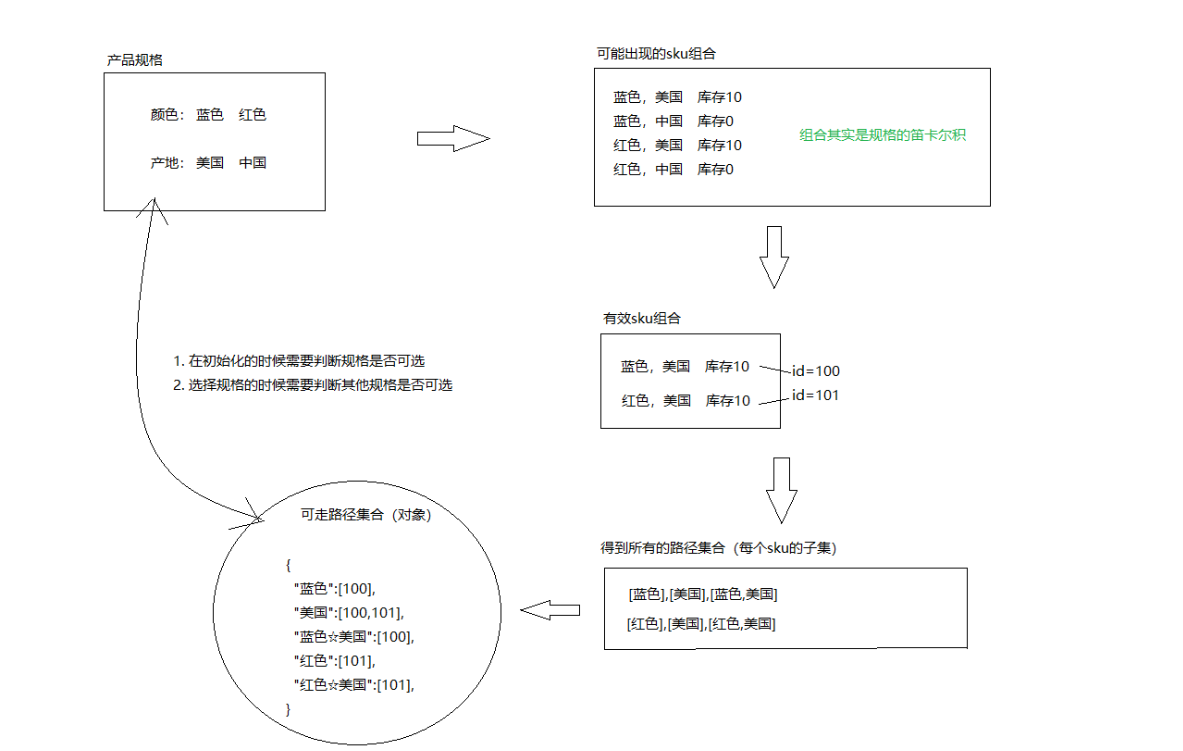 产品规格
颜色： 蓝色 红色
产地： 美国 中国
可能出现的sku组合
蓝色，美国 库存10
蓝色，中国 库存0
红色，美国 库存10
红色，中国 库存0
组合其实是规格的笛卡尔积
有效sku组合
蓝色，美国 库存10
id=100
红色，美国 库存10
id=101
1. 在初始化的时候需要判断规格是否可选
2. 选择规格的时候需要判断其他规格是否可选
得到所有的路径集合（每个sku的子集）
[蓝色],[美国],[蓝色,美国]
[红色],[美国],[红色,美国]
可走路径集合（对象）
{
"蓝色":[100],
"美国":[100,101],
"蓝色☆美国":[100],
"红色":[101],
"红色☆美国":[101],
}